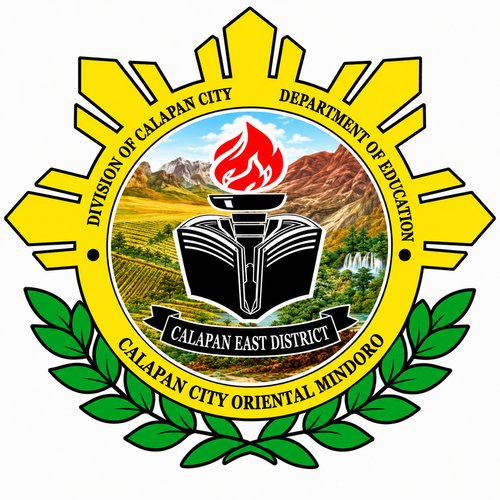 DIVISION OF CALAPAN CITY
DEPARTMENT OF EDUCATION
CALAPAN EAST DISTRICT
CALAPAN CITY ORIENTAL MINDORO